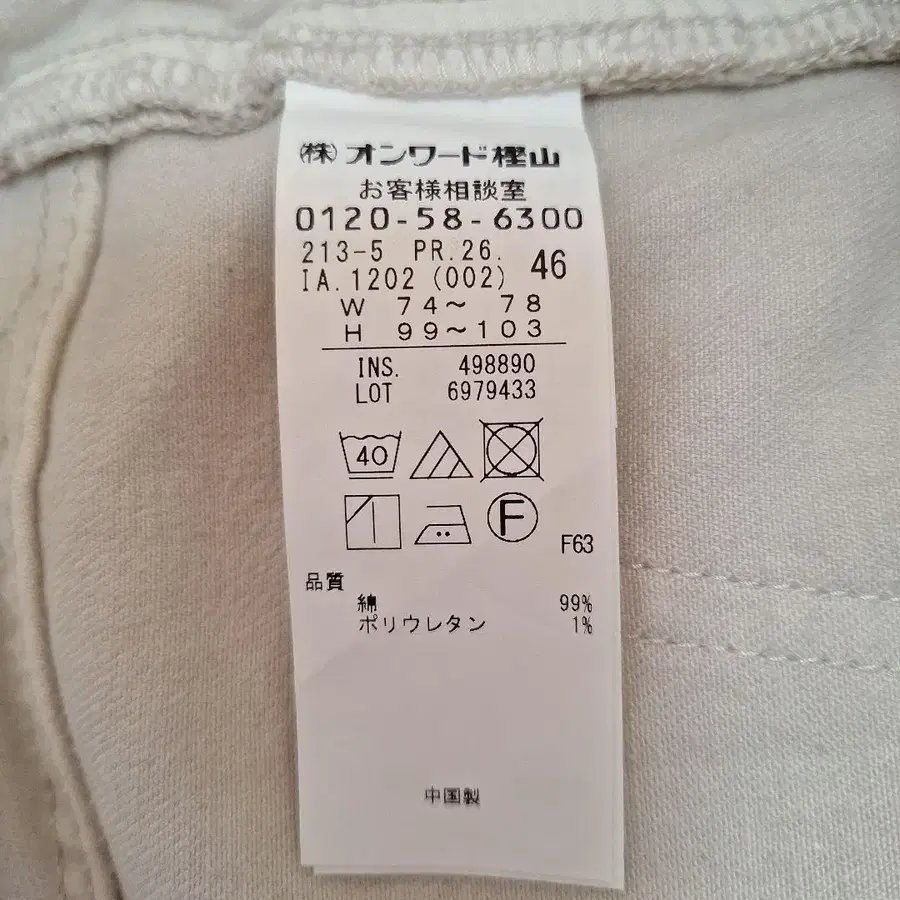 ㈱ オンワード樫山
お客様相談室
0120-58-6300
213-5 PR.26.
IA.1202 (002) 46
W 74～ 78
H 99～103
INS. 498890
LOT 6979433
40
F
F63
品質
綿 99%
ポリウレタン 1%
中国製